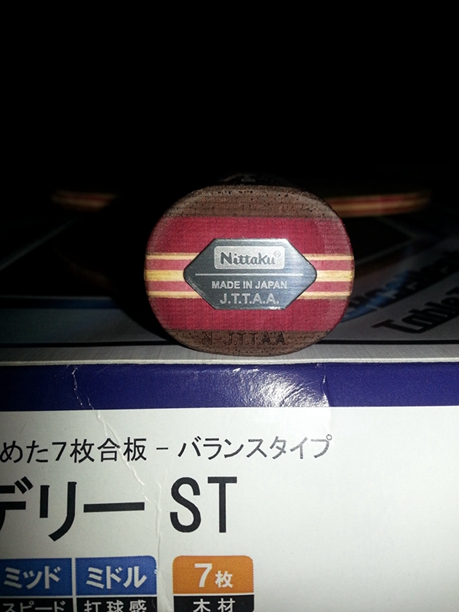 Nittaku
MADE IN JAPAN
J.T.T.A.A.
N J.T.T.A.A
めた7枚合板-バランスタイプ
デリー ST
ミッド ミドル 7枚
スピード 打球感 木材